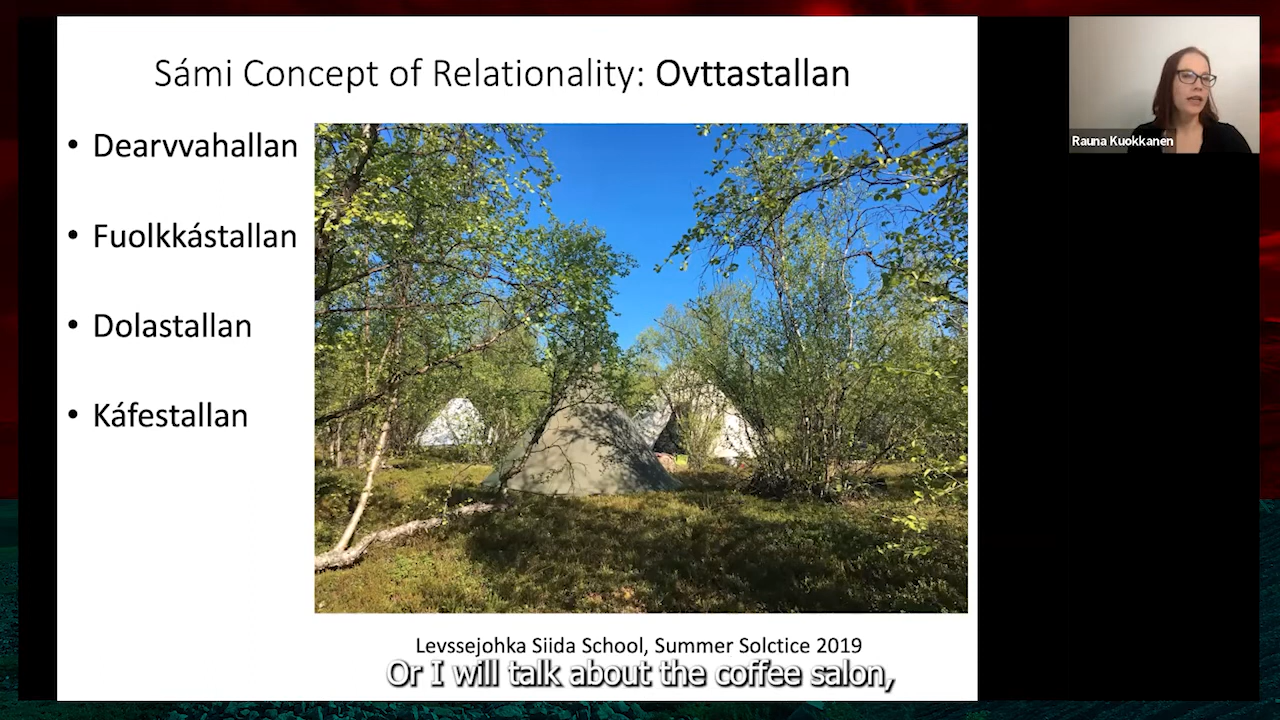 Sámi Concept of Relationality: Ovttastallan
• Dearvvahallan
• Fuolkkástallan
• Dolastallan
• Káfestallan
Levssejohka Siida School, Summer Solctice 2019
Or I will talk about the coffee salon,
Rauna Kuokkanen